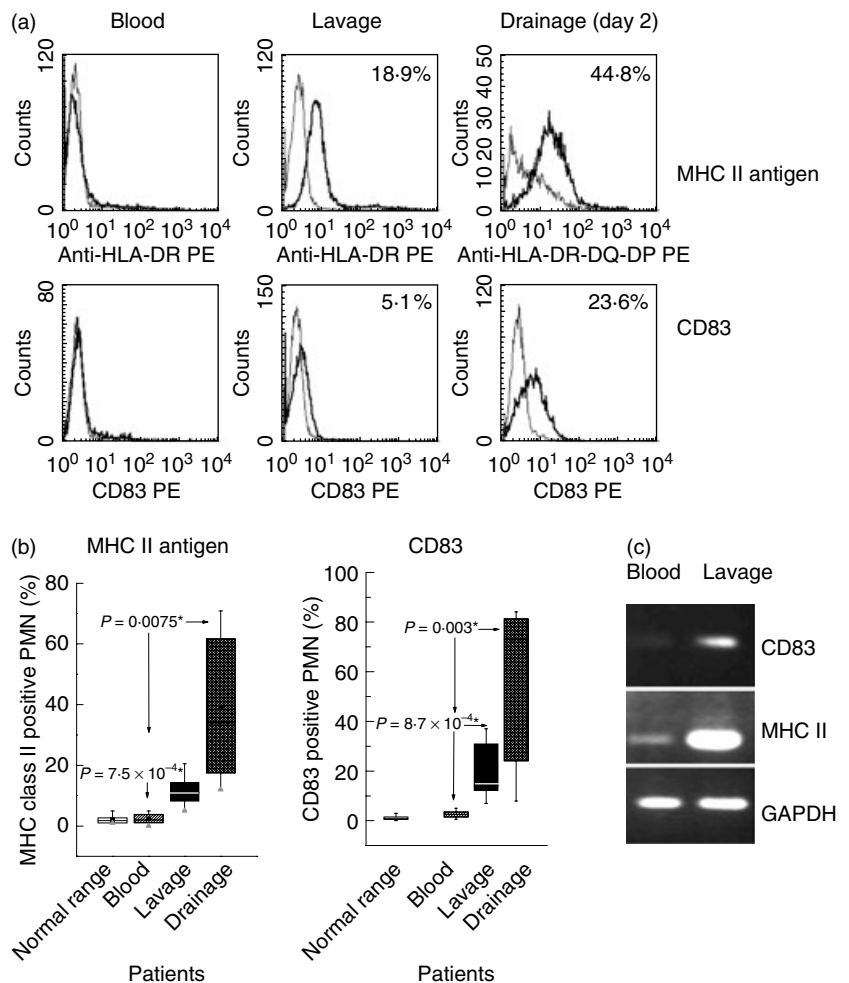 (a) Blood Lavage Drainage (day 2)
120 120 50
40
30
20
10
0 0 0
Counts Counts Counts
18·9% 44·8%
MHC II antigen
10⁰ 10¹ 10² 10³ 10⁴ 10⁰ 10¹ 10² 10³ 10⁴ 10⁰ 10¹ 10² 10³ 10⁴
Anti-HLA-DR PE Anti-HLA-DR PE Anti-HLA-DR-DQ-DP PE
80 150 120
0 0 0
Counts Counts Counts
5·1% 23·6%
CD83
10⁰ 10¹ 10² 10³ 10⁴ 10⁰ 10¹ 10² 10³ 10⁴ 10⁰ 10¹ 10² 10³ 10⁴
CD83 PE CD83 PE CD83 PE
(b) MHC II antigen
MHC class II positive PMN (%)
80
60
40
20
0
P = 0·0075*
P = 7·5 × 10⁻⁴*
Normal range Blood Lavage Drainage
Patients
CD83
CD83 positive PMN (%)
100
80
60
40
20
0
P = 0·003*
P = 8·7 × 10⁻⁴*
Normal range Blood Lavage Drainage
Patients
(c)
Blood Lavage
CD83
MHC II
GAPDH